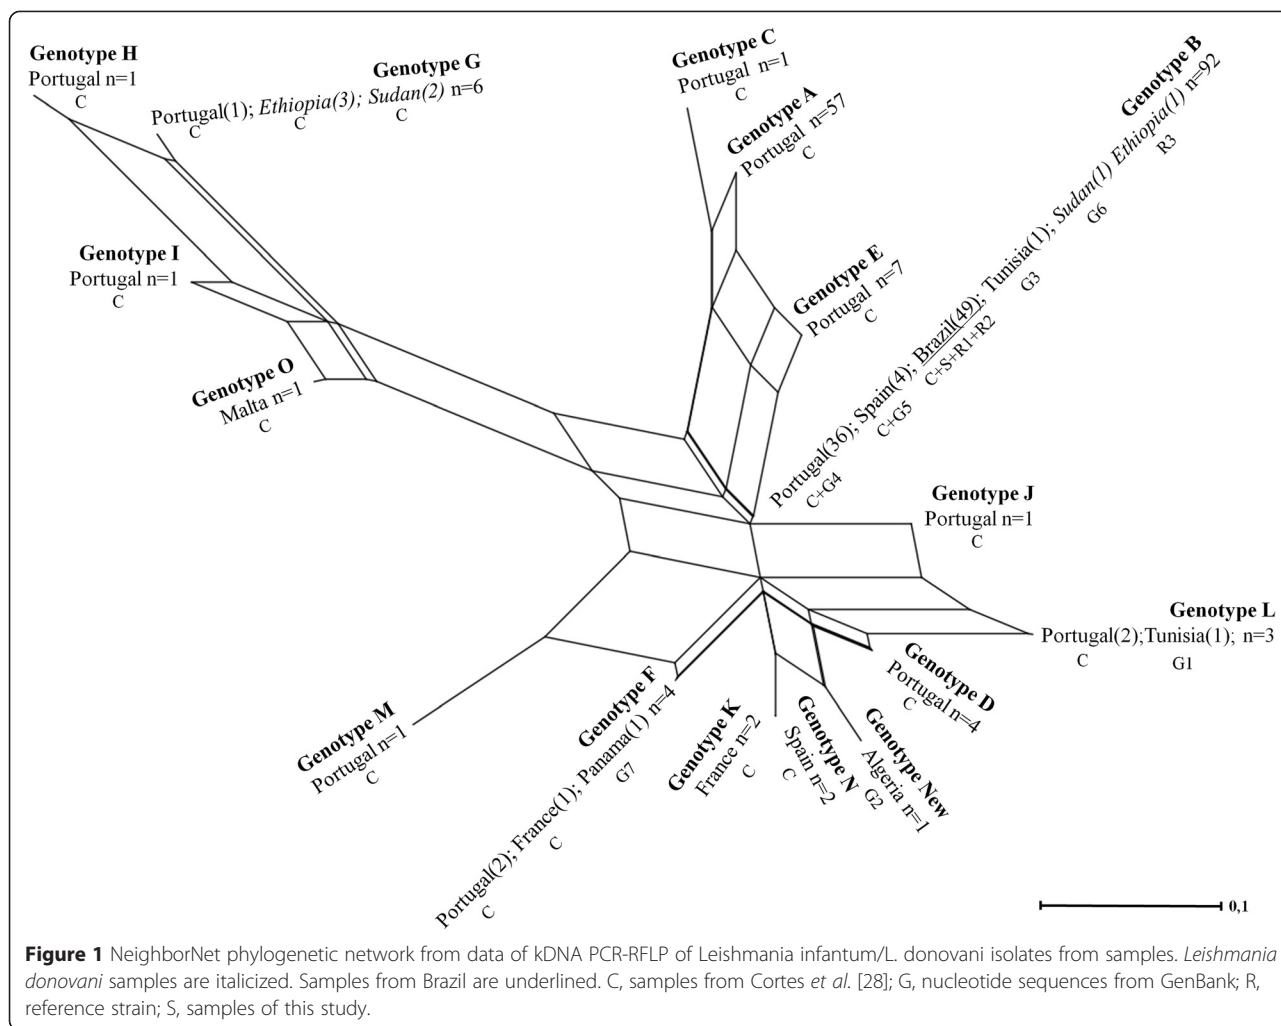 Genotype H
Portugal n=1
C
Genotype G
Portugal(1); Ethiopia(3); Sudan(2) n=6
C C C
Genotype C
Portugal n=1
C
Genotype A
Portugal n=57
C
Genotype B
Portugal(36); Spain(4); Brazil(49); Tunisia(1); Sudan(1) Ethiopia(1) n=92
C+G4 C+G5 C+S+R1+R2 G3 G6 R3
Genotype I
Portugal n=1
C
Genotype E
Portugal n=7
C
Genotype O
Malta n=1
C
Genotype J
Portugal n=1
C
Genotype L
Portugal(2);Tunisia(1); n=3
C G1
Genotype D
Portugal n=4
C
Genotype M
Portugal n=1
C
Genotype F
Portugal(2); France(1); Panama(1) n=4
C C G7
Genotype K
France n=2
C
Genotype N
Spain n=2
C
Genotype New
Algeria n=1
G2
0,1
Figure 1 NeighborNet phylogenetic network from data of kDNA PCR-RFLP of Leishmania infantum/L. donovani isolates from samples. Leishmania
donovani samples are italicized. Samples from Brazil are underlined. C, samples from Cortes et al. [28]; G, nucleotide sequences from GenBank; R,
reference strain; S, samples of this study.